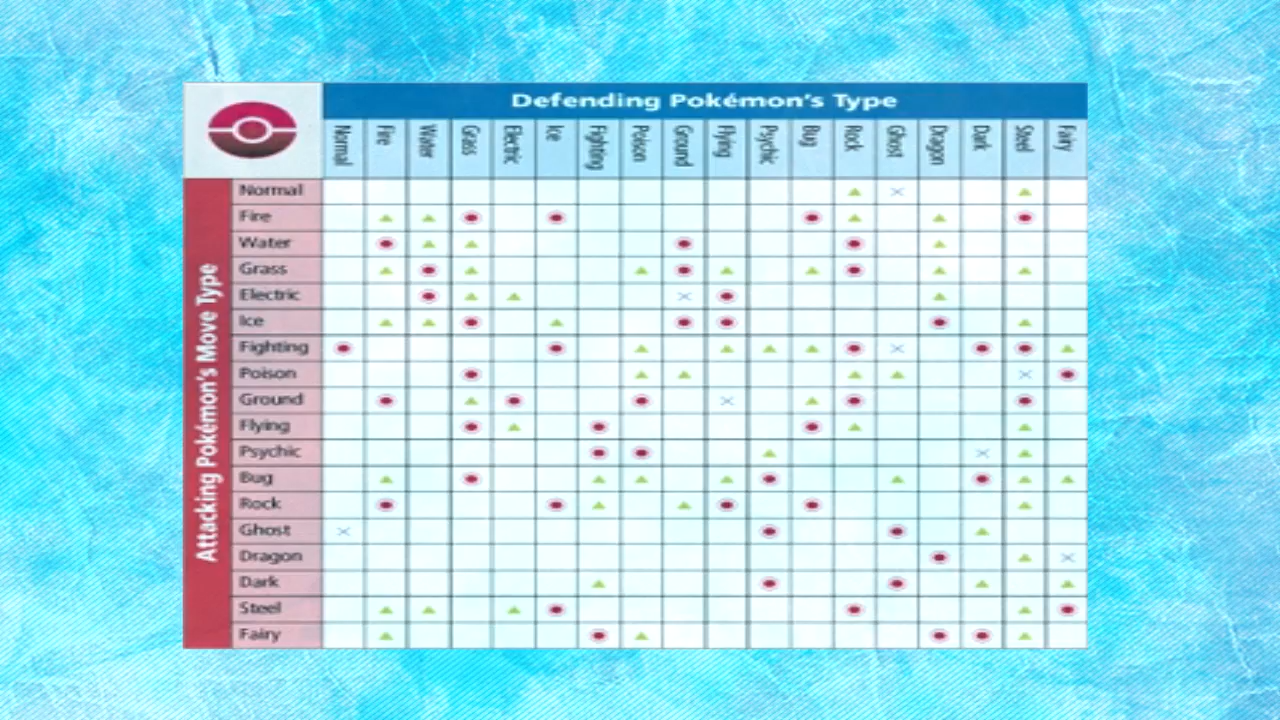 Defending Pokémon's Type
Normal Fire Water Grass Electric Ice Fighting Poison Ground Flying Psychic Bug Rock Ghost Dragon Dark Steel Fairy
Attacking Pokémon's Move Type
Normal
Fire
Water
Grass
Electric
Ice
Fighting
Poison
Ground
Flying
Psychic
Bug
Rock
Ghost
Dragon
Dark
Steel
Fairy